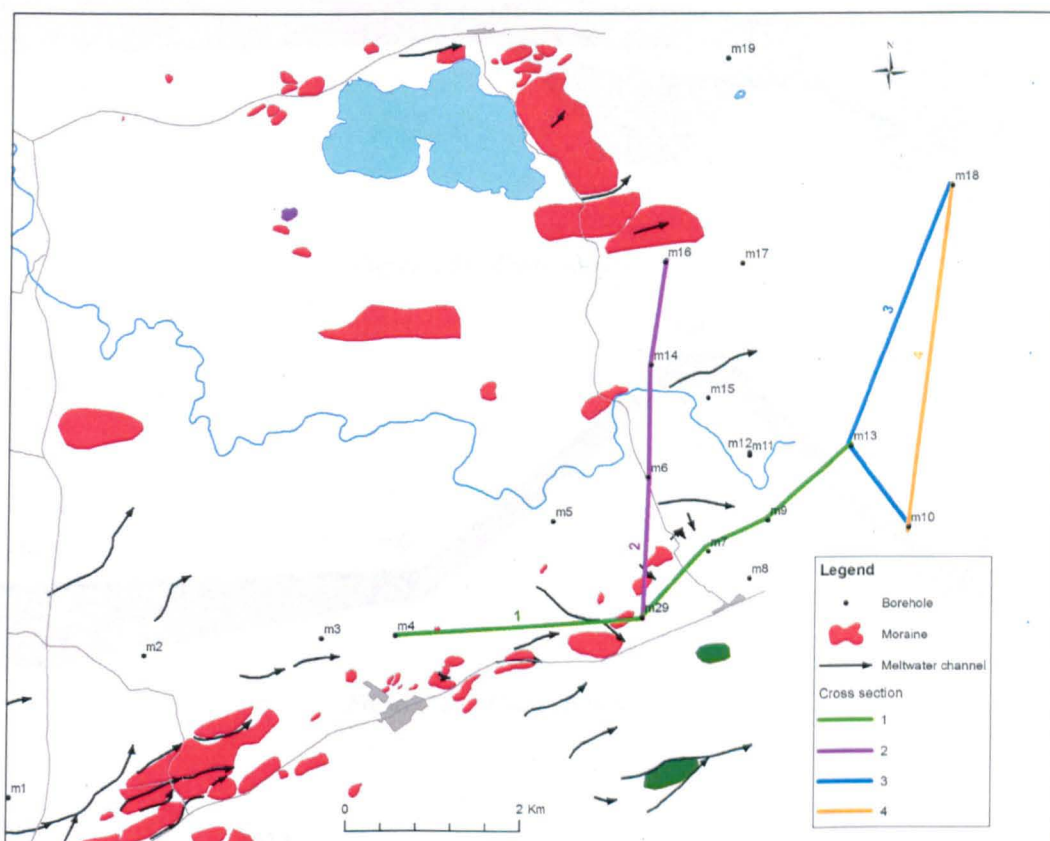 m19
N
m18
m16
m17
3
4
m14
m15
m13
m12
m11
m6
m10
m5
m9
2
m7
m8
m29
1
m4
m3
m2
m1
0
2 Km
Legend
Borehole
Moraine
Meltwater channel
Cross section
1
2
3
4